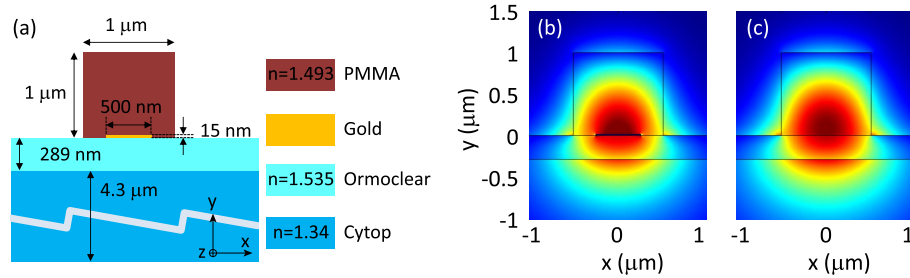 (a)
1 μm
1 μm
500 nm
15 nm
289 nm
4.3 μm
y
x
z
n=1.493 PMMA
Gold
n=1.535 Ormoclear
n=1.34 Cytop
(b)
(c)
y (μm)
1.5
1
0.5
0
-0.5
-1
-1 0 1
x (μm)
-1 0 1
x (μm)